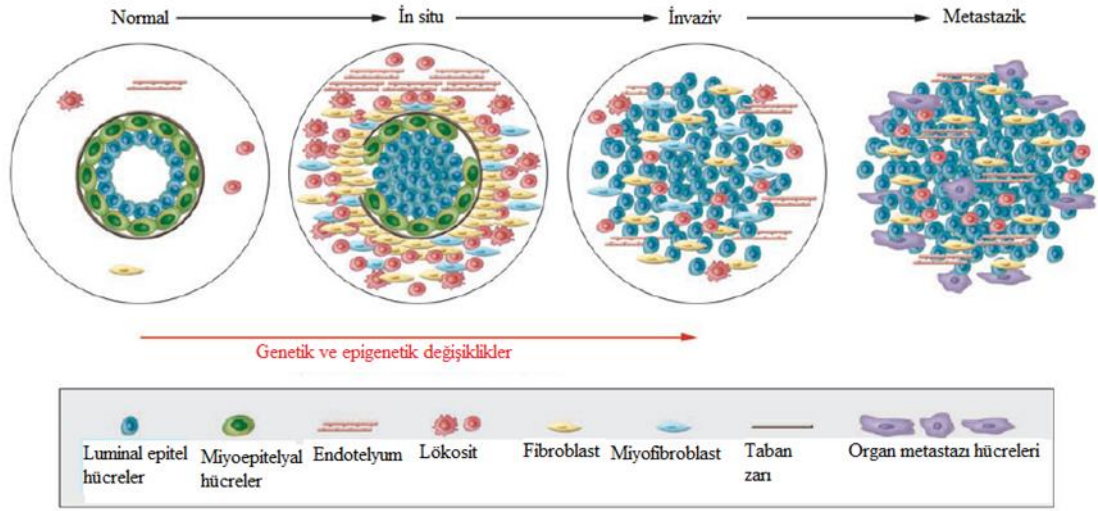 Normal
İn situ
İnvaziv
Metastazik
Genetik ve epigenetik değişiklikler
Luminal epitel
hücreler
Miyoepitelyal
hücreler
Endotelyum
Lökosit
Fibroblast
Miyofibroblast
Taban
zarı
Organ metastazı hücreleri